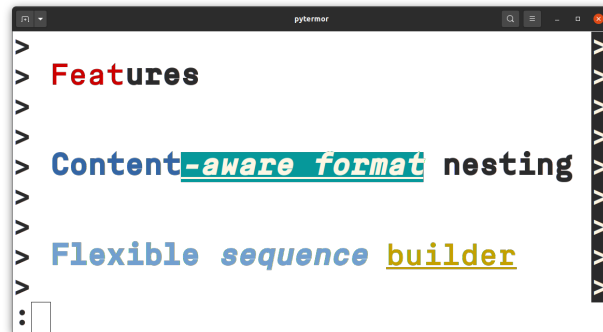 pytermor
>
> Features
>
>
> Content-aware format nesting
>
>
> Flexible sequence builder
>
: